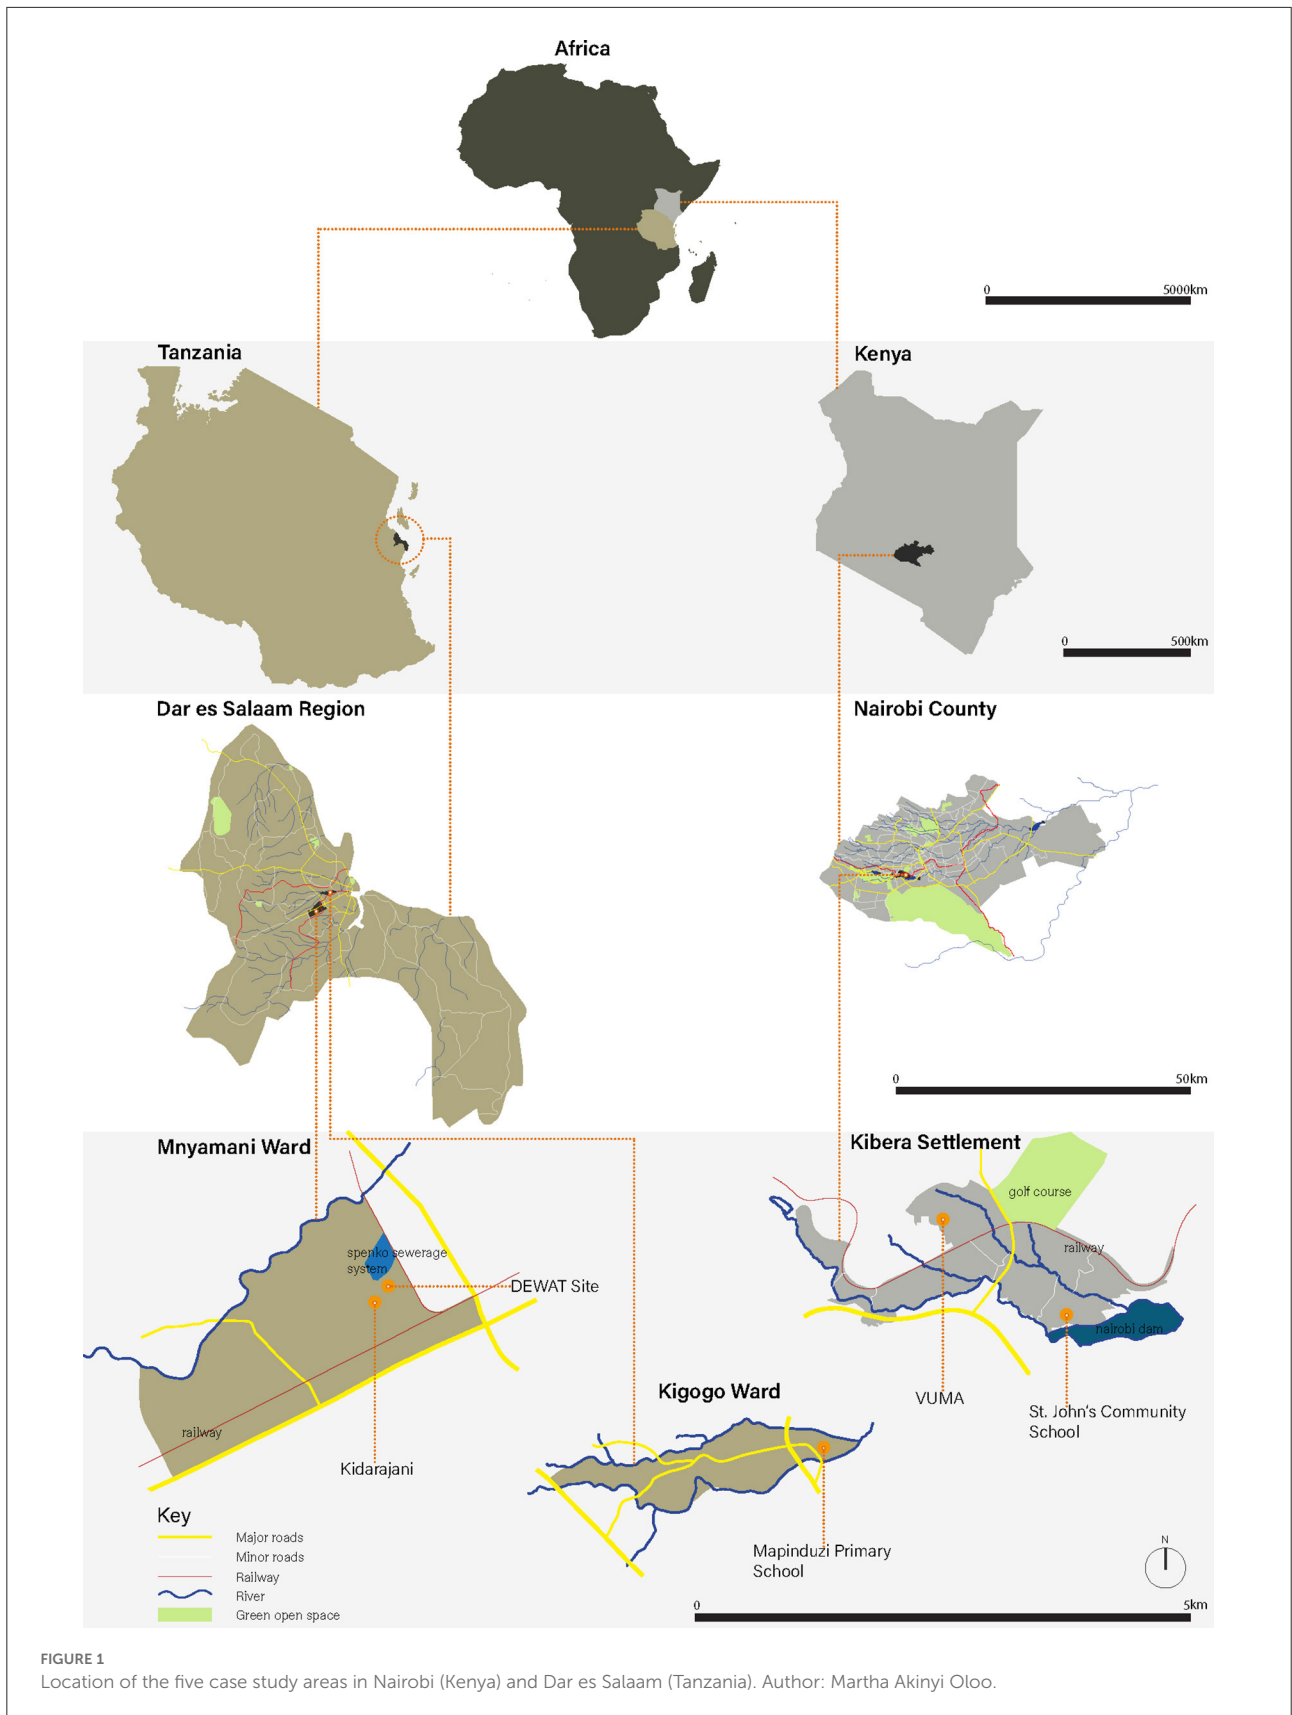 Africa
0 5000km
Tanzania
Kenya
0 500km
Dar es Salaam Region
Nairobi County
0 50km
Mnyamani Ward
spenko sewerage
system
DEWAT Site
railway
Kidarajani
Kibera Settlement
golf course
railway
nairobi dam
VUMA
St. John's Community
School
Kigogo Ward
Mapinduzi Primary
School
Key
Major roads
Minor roads
Railway
River
Green open space
N
0 5km
FIGURE 1
Location of the five case study areas in Nairobi (Kenya) and Dar es Salaam (Tanzania). Author: Martha Akinyi Oloo.